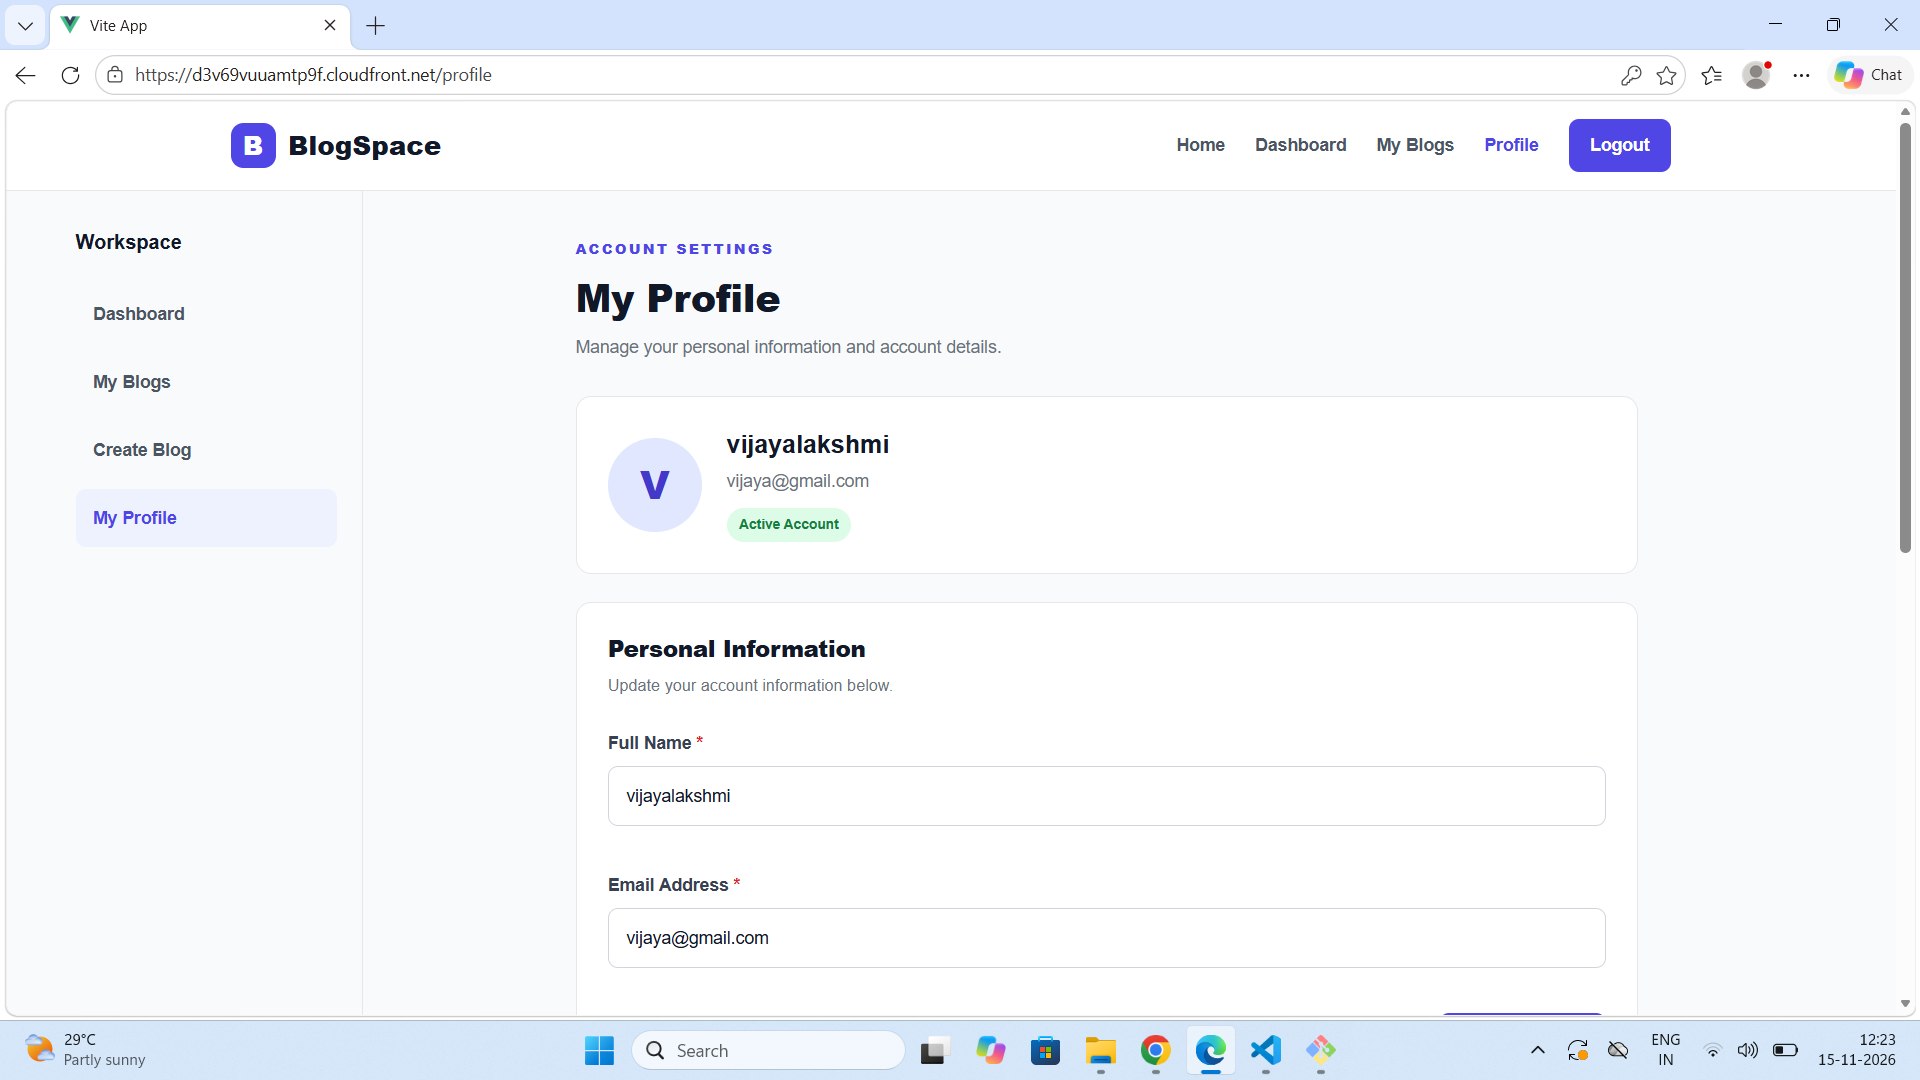 Vite App
https://d3v69vuuamtp9f.cloudfront.net/profile
Chat
B BlogSpace
Home Dashboard My Blogs Profile Logout
Workspace
Dashboard
My Blogs
Create Blog
My Profile
ACCOUNT SETTINGS
My Profile
Manage your personal information and account details.
V
vijayalakshmi
vijaya@gmail.com
Active Account
Personal Information
Update your account information below.
Full Name *
vijayalakshmi
Email Address *
vijaya@gmail.com
29°C
Partly sunny
Search
ENG
IN
12:23
15-11-2026